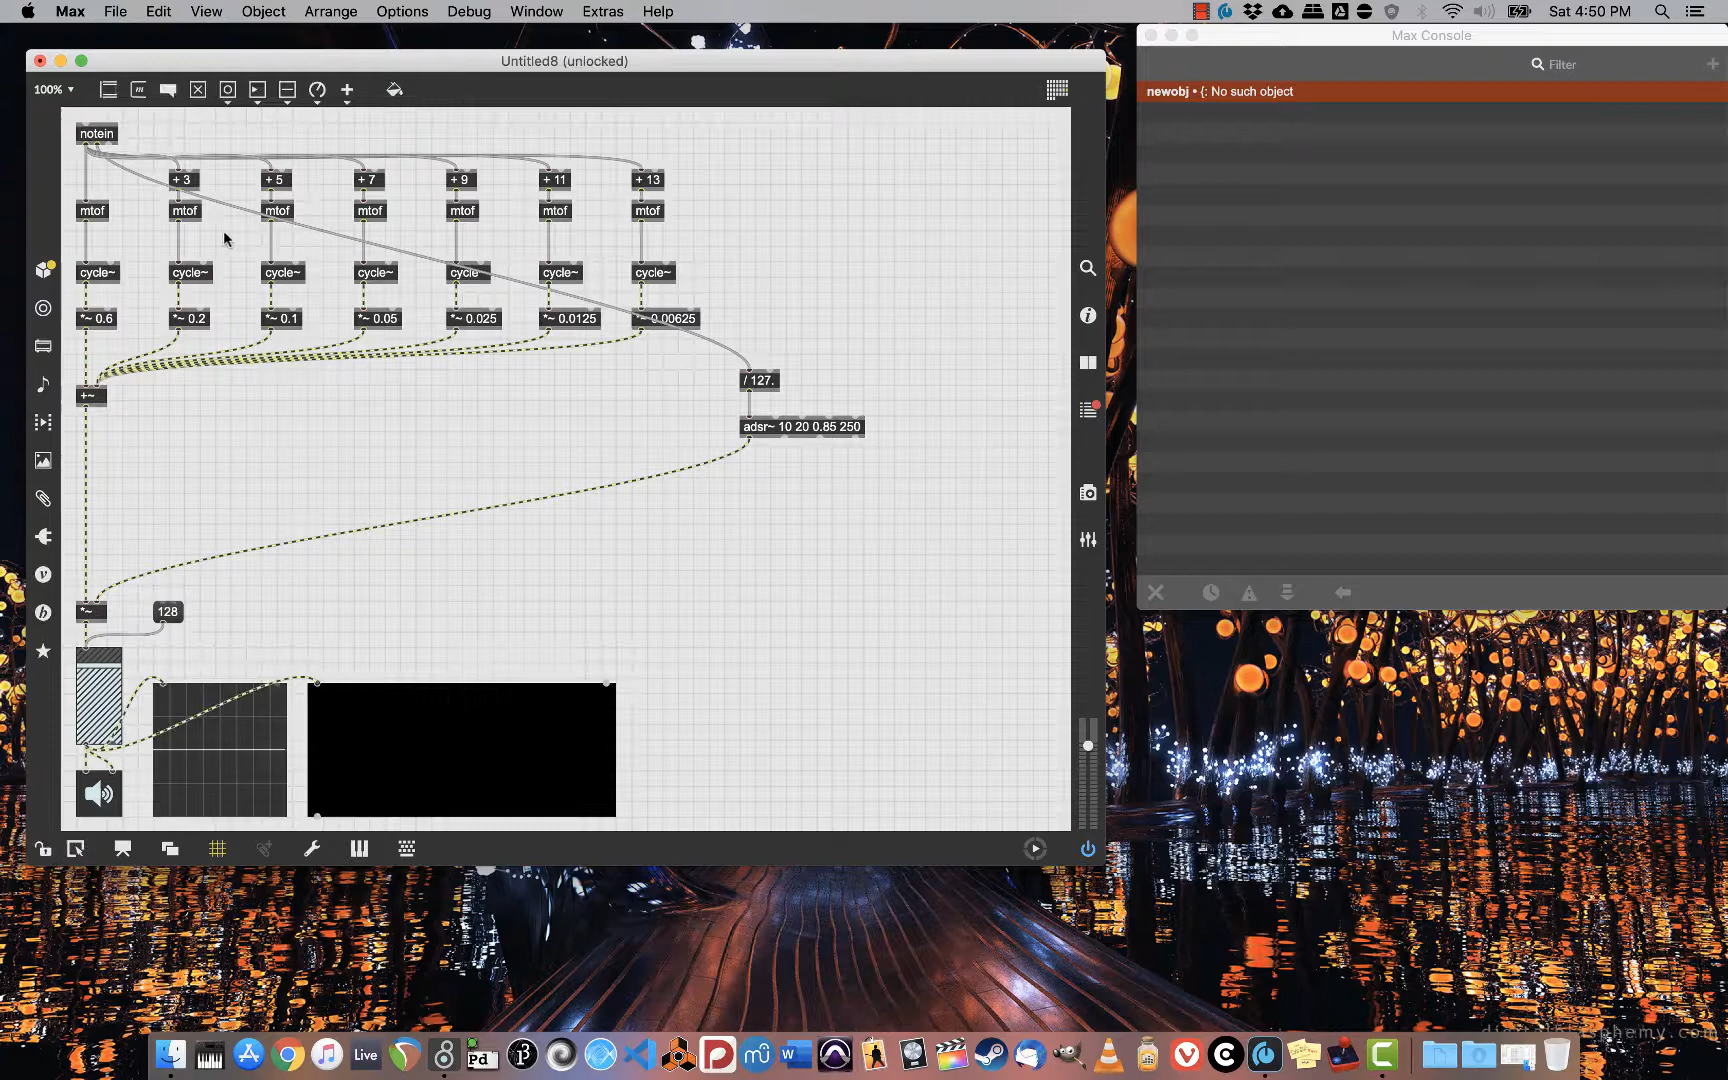 Max File Edit View Object Arrange Options Debug Window Extras Help
Sat 4:50 PM
Untitled8 (unlocked)
Max Console
100%
Filter
newobj • {: No such object
notein
+ 3 + 5 + 7 + 9 + 11 + 13
mtof mtof mtof mtof mtof mtof mtof
cycle~ cycle~ cycle~ cycle~ cycle~ cycle~ cycle~
*~ 0.6 *~ 0.2 *~ 0.1 *~ 0.05 *~ 0.025 *~ 0.0125 *~ 0.00625
/ 127.
+~
adsr~ 10 20 0.85 250
*~
128
Live
Pd